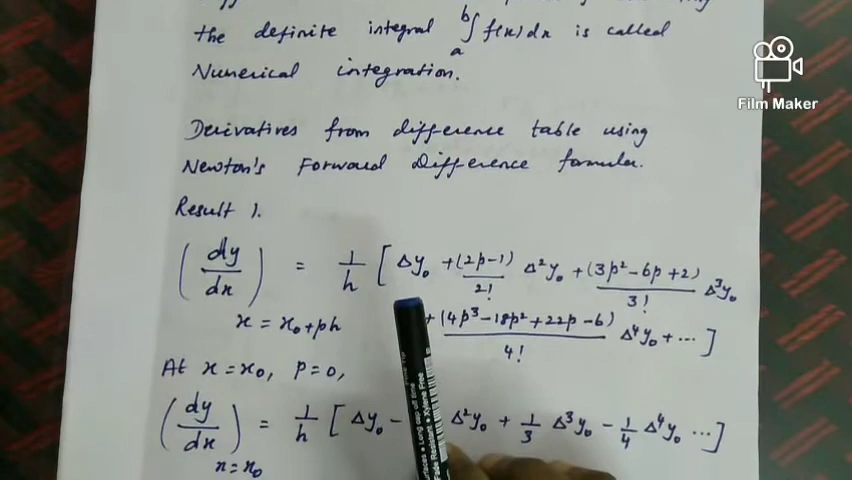 the definite integral ∫ₐᵇ f(x) dx is called
Numerical integration.
Film Maker
Derivatives from difference table using
Newton's Forward Difference formula.
Result 1.
(dy/dx) = 1/h [Δy₀ + (2p-1)/2! Δ²y₀ + (3p²-6p+2)/3! Δ³y₀
x = x₀+ph + (4p³-18p²+22p-6)/4! Δ⁴y₀ + ...]
At x = x₀, p = 0,
(dy/dx) = 1/h [Δy₀ - Δ²y₀ + 1/3 Δ³y₀ - 1/4 Δ⁴y₀ ...]
x = x₀